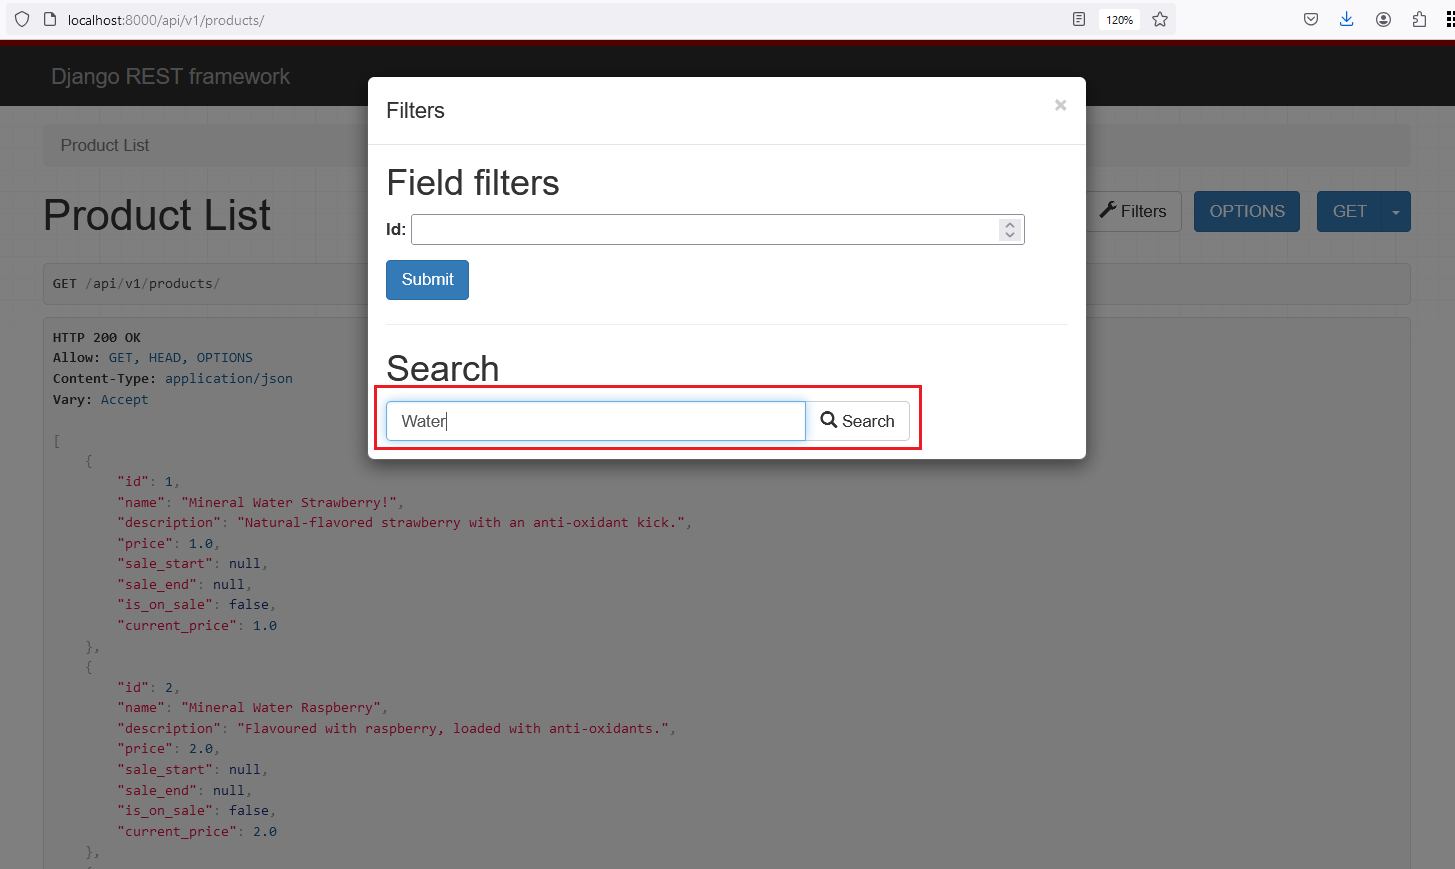 localhost:8000/api/v1/products/
120%
Django REST framework
Filters
×
Product List
Field filters
Product List
Filters
OPTIONS
GET
Id:
Submit
GET /api/v1/products/
HTTP 200 OK
Allow: GET, HEAD, OPTIONS
Content-Type: application/json
Vary: Accept
Search
Water
Search
[
{
"id": 1,
"name": "Mineral Water Strawberry!",
"description": "Natural-flavored strawberry with an anti-oxidant kick.",
"price": 1.0,
"sale_start": null,
"sale_end": null,
"is_on_sale": false,
"current_price": 1.0
},
{
"id": 2,
"name": "Mineral Water Raspberry",
"description": "Flavoured with raspberry, loaded with anti-oxidants.",
"price": 2.0,
"sale_start": null,
"sale_end": null,
"is_on_sale": false,
"current_price": 2.0
},